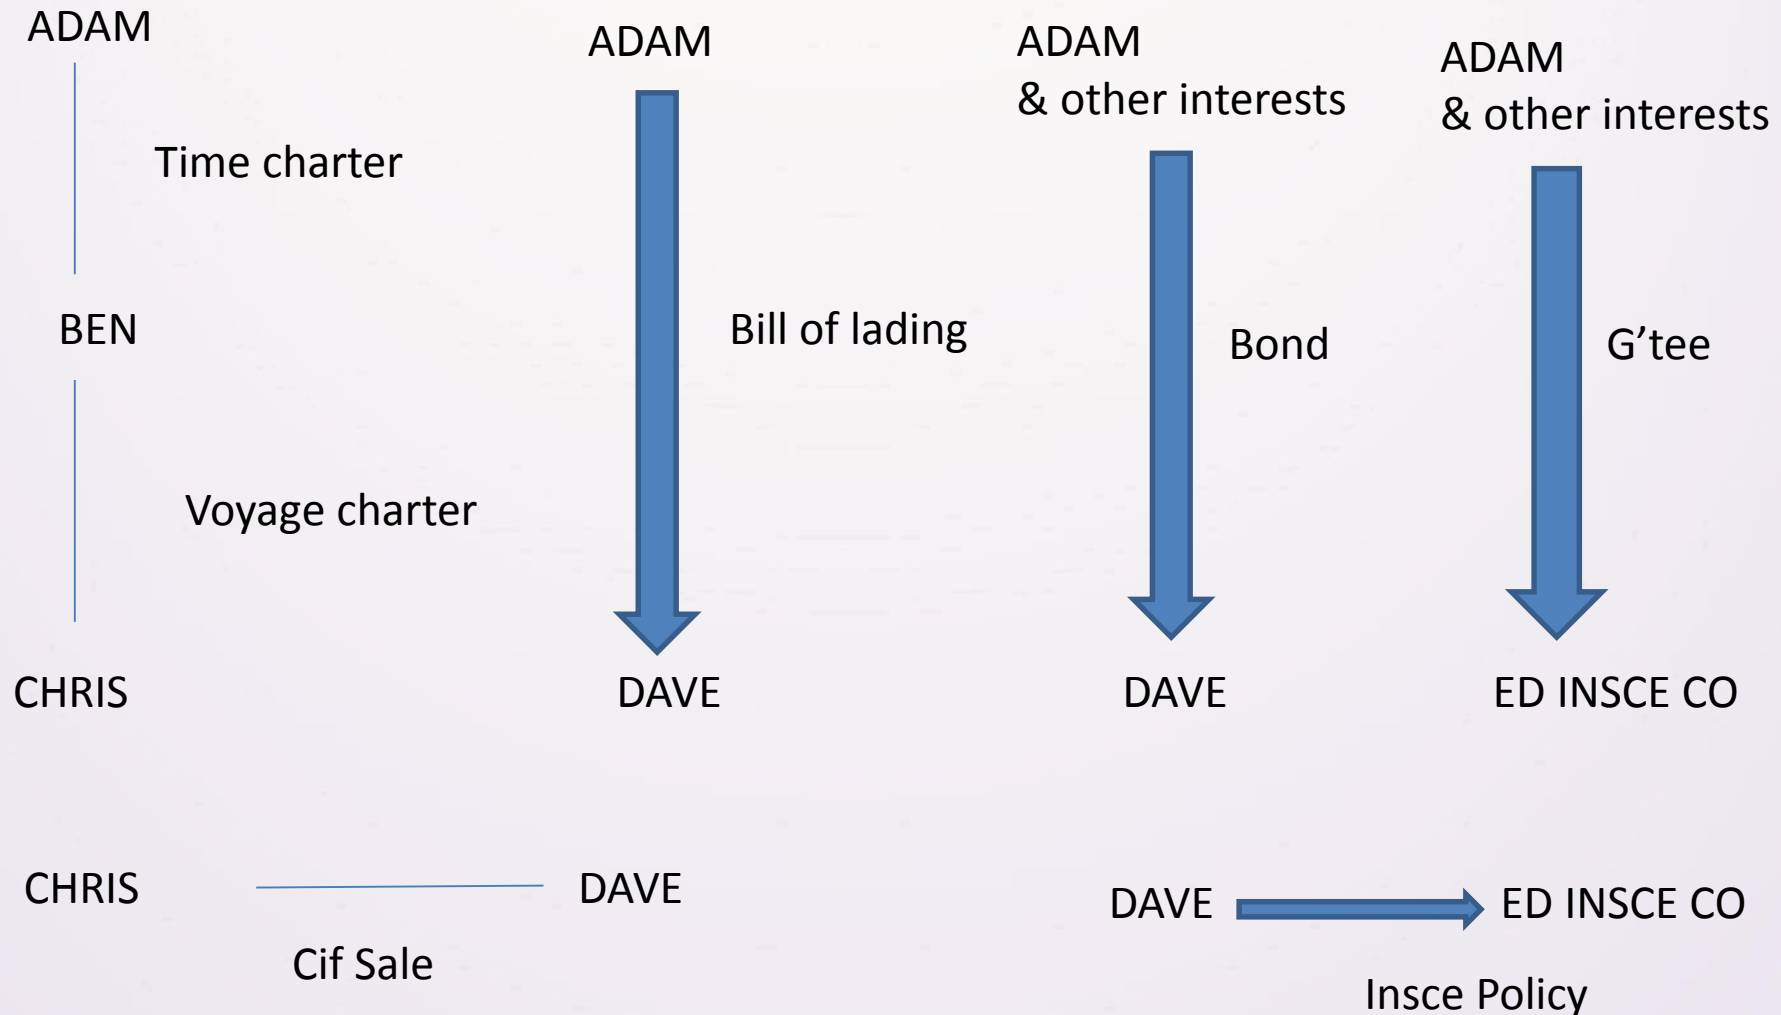 ADAM
Time charter
BEN
Voyage charter
CHRIS
ADAM
Bill of lading
DAVE
ADAM
& other interests
Bond
DAVE
ADAM
& other interests
G’tee
ED INSCE CO
CHRIS
DAVE
Cif Sale
DAVE
ED INSCE CO
Insce Policy